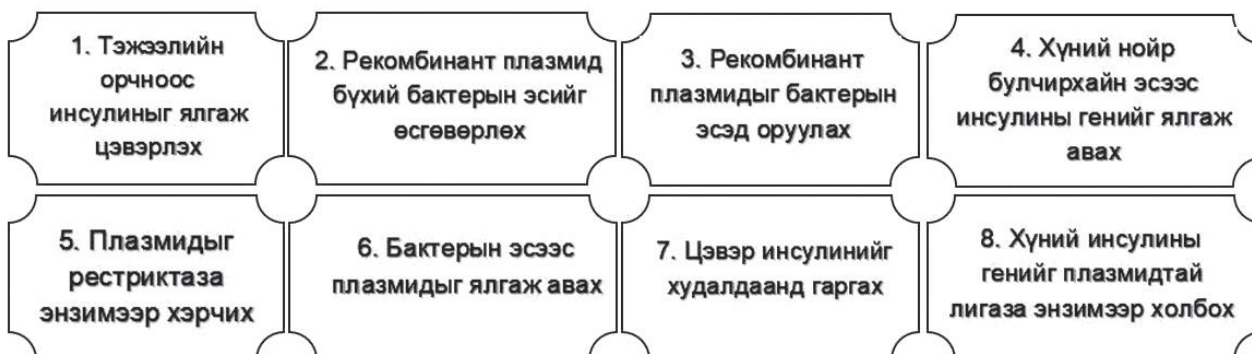 1. Тэжээлийн
орчноос
инсулиныг ялгаж
цэвэрлэх
2. Рекомбинант плазмид
бүхий бактерын эсийг
өсгөвөрлөх
3. Рекомбинант
плазмидыг бактерын
эсэд оруулах
4. Хүний нойр
булчирхайн эсээс
инсулины генийг ялгаж
авах
5. Плазмидыг
рестриктаза
энзимээр хэрчих
6. Бактерын эсээс
плазмидыг ялгаж авах
7. Цэвэр инсулинийг
худалдаанд гаргах
8. Хүний инсулины
генийг плазмидтай
лигаза энзимээр холбох